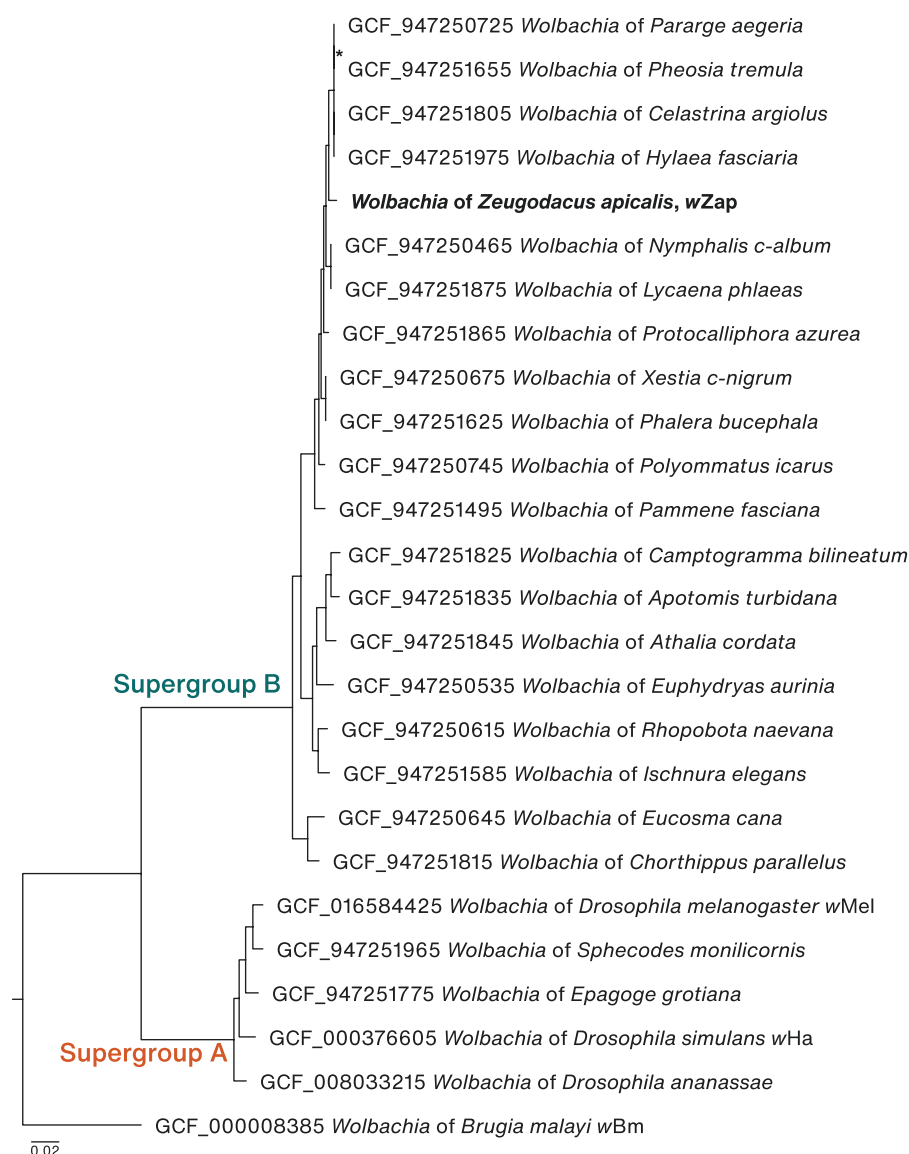 GCF_947250725 Wolbachia of Pararge aegeria
*
GCF_947251655 Wolbachia of Pheosia tremula
GCF_947251805 Wolbachia of Celastrina argiolus
GCF_947251975 Wolbachia of Hylaea fasciaria
Wolbachia of Zeugodacus apicalis, wZap
GCF_947250465 Wolbachia of Nymphalis c-album
GCF_947251875 Wolbachia of Lycaena phlaeas
GCF_947251865 Wolbachia of Protocalliphora azurea
GCF_947250675 Wolbachia of Xestia c-nigrum
GCF_947251625 Wolbachia of Phalera bucephala
GCF_947250745 Wolbachia of Polyommatus icarus
GCF_947251495 Wolbachia of Pammene fasciana
GCF_947251825 Wolbachia of Camptogramma bilineatum
GCF_947251835 Wolbachia of Apotomis turbidana
GCF_947251845 Wolbachia of Athalia cordata
Supergroup B
GCF_947250535 Wolbachia of Euphydryas aurinia
GCF_947250615 Wolbachia of Rhopobota naevana
GCF_947251585 Wolbachia of Ischnura elegans
GCF_947250645 Wolbachia of Eucosma cana
GCF_947251815 Wolbachia of Chorthippus parallelus
GCF_016584425 Wolbachia of Drosophila melanogaster wMel
GCF_947251965 Wolbachia of Sphecodes monilicornis
GCF_947251775 Wolbachia of Epagoge grotiana
GCF_000376605 Wolbachia of Drosophila simulans wHa
Supergroup A
GCF_008033215 Wolbachia of Drosophila ananassae
GCF_000008385 Wolbachia of Brugia malayi wBm
0.02